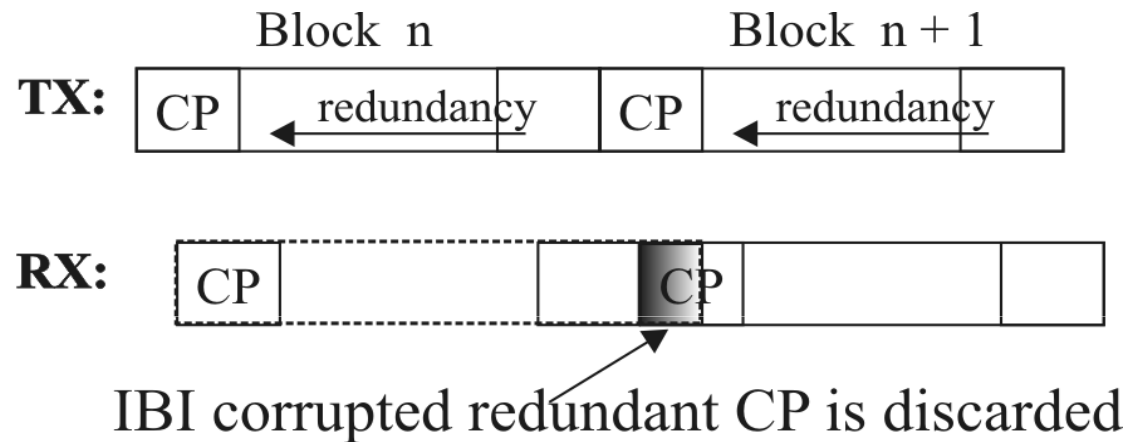 Block n Block n + 1
TX: CP redundancy CP redundancy
RX: CP CP
IBI corrupted redundant CP is discarded